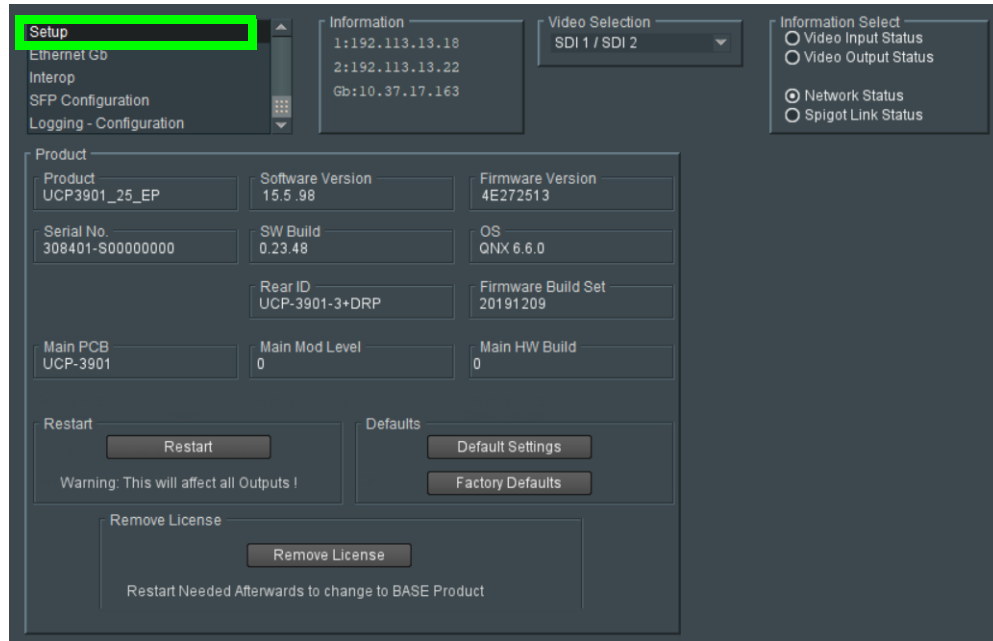 Setup
Ethernet Gb
Interop
SFP Configuration
Logging - Configuration
Information
1:192.113.13.18
2:192.113.13.22
Gb:10.37.17.163
Video Selection
SDI 1 / SDI 2
Information Select
Video Input Status
Video Output Status
Network Status
Spigot Link Status
Product
Product
UCP3901_25_EP
Software Version
15.5 .98
Firmware Version
4E272513
Serial No.
308401-S00000000
SW Build
0.23.48
OS
QNX 6.6.0
Rear ID
UCP-3901-3+DRP
Firmware Build Set
20191209
Main PCB
UCP-3901
Main Mod Level
0
Main HW Build
0
Restart
Restart
Warning: This will affect all Outputs !
Defaults
Default Settings
Factory Defaults
Remove License
Remove License
Restart Needed Afterwards to change to BASE Product